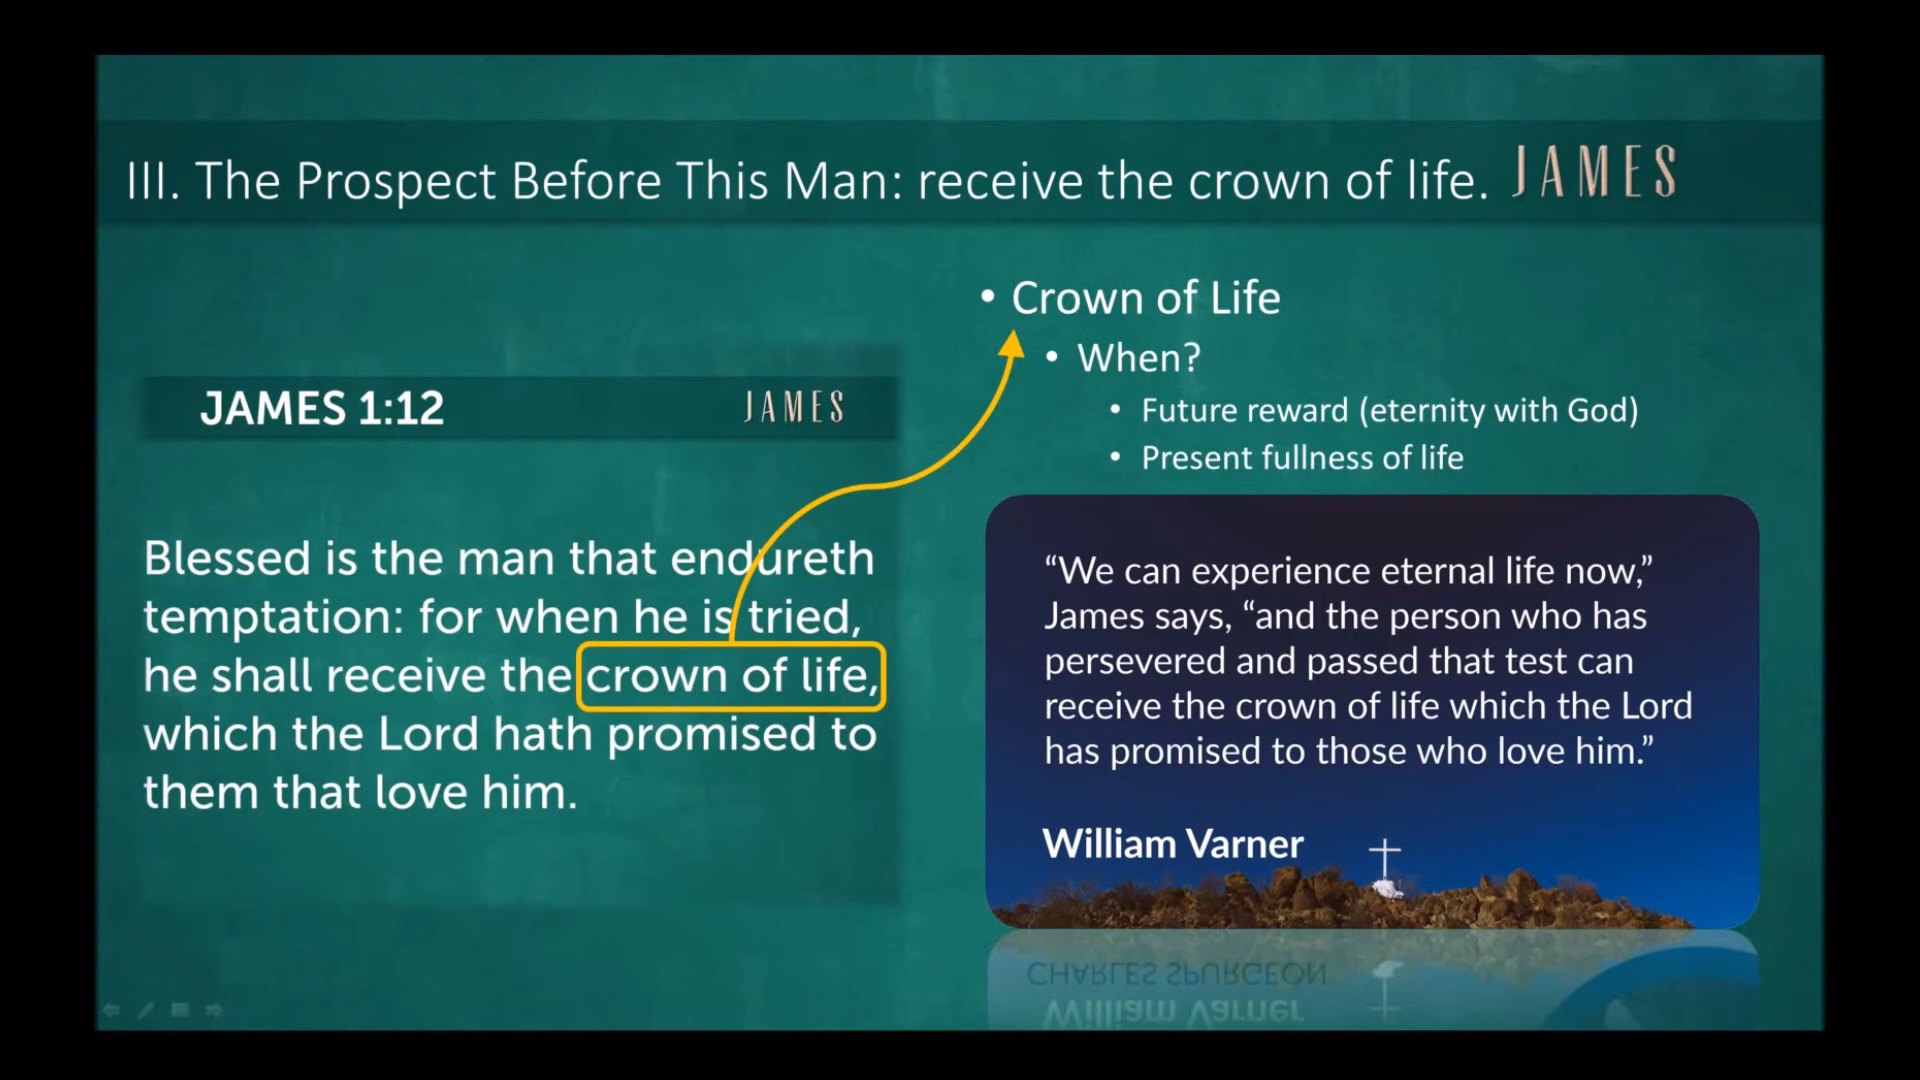 III. The Prospect Before This Man: receive the crown of life. JAMES
JAMES 1:12 JAMES
Blessed is the man that endureth
temptation: for when he is tried,
he shall receive the crown of life,
which the Lord hath promised to
them that love him.
• Crown of Life
• When?
• Future reward (eternity with God)
• Present fullness of life
“We can experience eternal life now,”
James says, “and the person who has
persevered and passed that test can
receive the crown of life which the Lord
has promised to those who love him.”
William Varner
CHARLES SPURGEON
William Varner